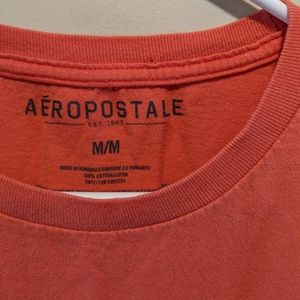 AÉROPOSTALE
EST. 1987
M/M
MADE IN HONDURAS/FABRIQUÉ EN HONDURAS
100% COTTON/COTON